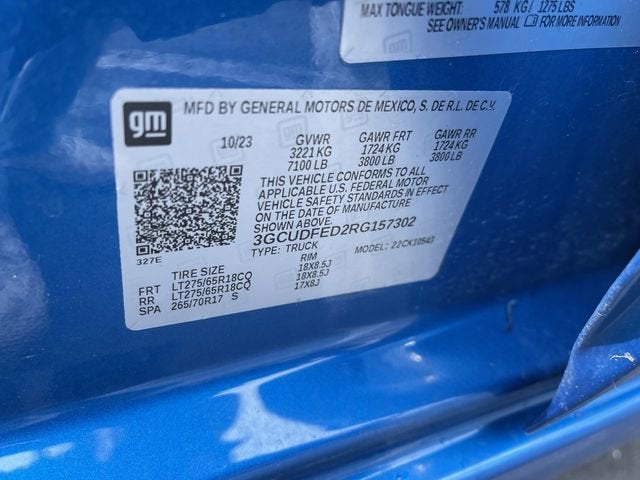 MAX TONGUE WEIGHT: 578 KG/ 1275 LBS
SEE OWNER'S MANUAL FOR MORE INFORMATION
gm
MFD BY GENERAL MOTORS DE MEXICO, S. DE R.L. DE C.V.
10/23 GVWR GAWR FRT GAWR RR
3221 KG 1724 KG 1724 KG
7100 LB 3800 LB 3800 LB
THIS VEHICLE CONFORMS TO ALL
APPLICABLE U.S. FEDERAL MOTOR
VEHICLE SAFETY STANDARDS IN EFFECT
ON THE DATE OF MANUFACTURE SHOWN ABOVE.
3GCUDFED2RG157302
327E
TYPE: TRUCK MODEL: 22CK10543
TIRE SIZE RIM
FRT LT275/65R18CQ 18X8.5J
RR LT275/65R18CQ 18X8.5J
SPA 265/70R17 S 17X8J